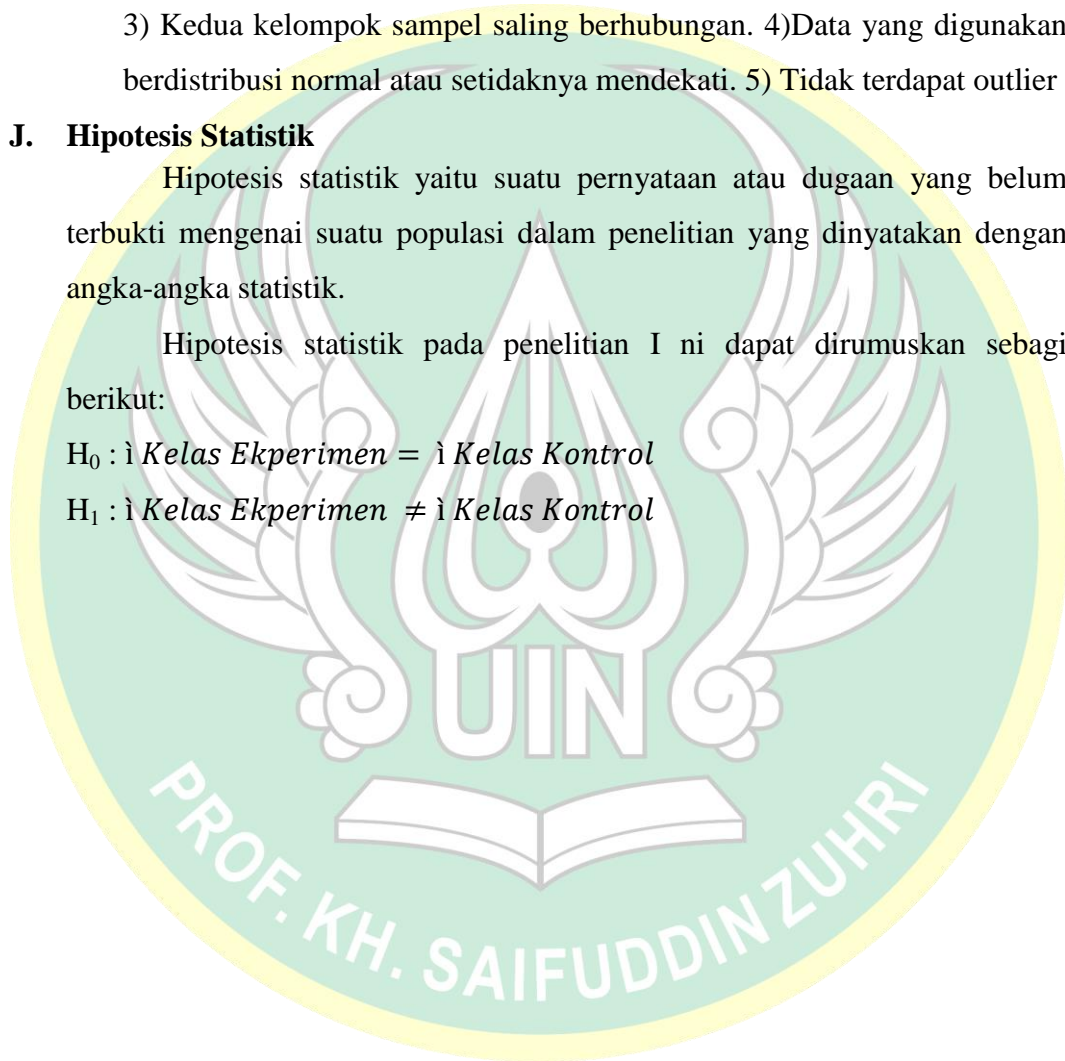 3) Kedua kelompok sampel saling berhubungan. 4)Data yang digunakan
berdistribusi normal atau setidaknya mendekati. 5) Tidak terdapat outlier
J. Hipotesis Statistik
Hipotesis statistik yaitu suatu pernyataan atau dugaan yang belum
terbukti mengenai suatu populasi dalam penelitian yang dinyatakan dengan
angka-angka statistik.
Hipotesis statistik pada penelitian I ni dapat dirumuskan sebagi
berikut:
H₀ : ì Kelas Ekperimen = ì Kelas Kontrol
H₁ : ì Kelas Ekperimen ≠ ì Kelas Kontrol
UIN
PROF. KH. SAIFUDDIN ZUHRI